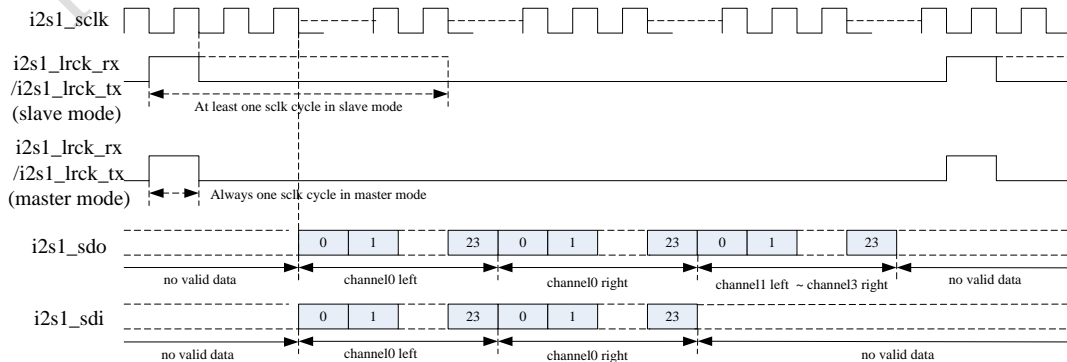 i2s1_sclk
i2s1_lrck_rx
/i2s1_lrck_tx
(slave mode)
At least one sclk cycle in slave mode
i2s1_lrck_rx
/i2s1_lrck_tx
(master mode)
Always one sclk cycle in master mode
i2s1_sdo
0 1 23 0 1 23 0 1 23
no valid data channel0 left channel0 right channel1 left ~ channel3 right no valid data
i2s1_sdi
0 1 23 0 1 23
no valid data channel0 left channel0 right no valid data